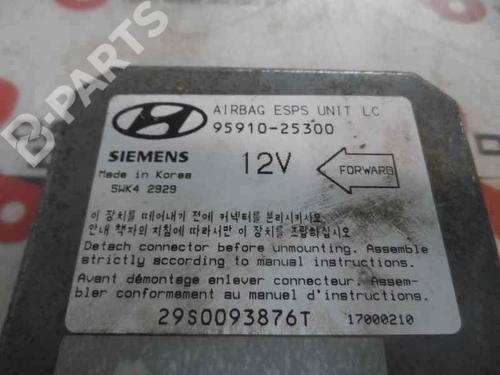 AIRBAG ESPS UNIT LC
95910-25300
SIEMENS
12V
FORWARD
Made in Korea
5WK4 2929
이 장치를 떼어내기 전에 커넥터를 분리시키시오
안내 책자의 지침에 따라서만 이 장치를 조립하십시오
Detach connector before unmounting. Assemble
strictly according to manual instructions.
Avant démontage enlever connecteur. Assem-
bler conformement au manuel d'instructions.
29S0093876T
17000210